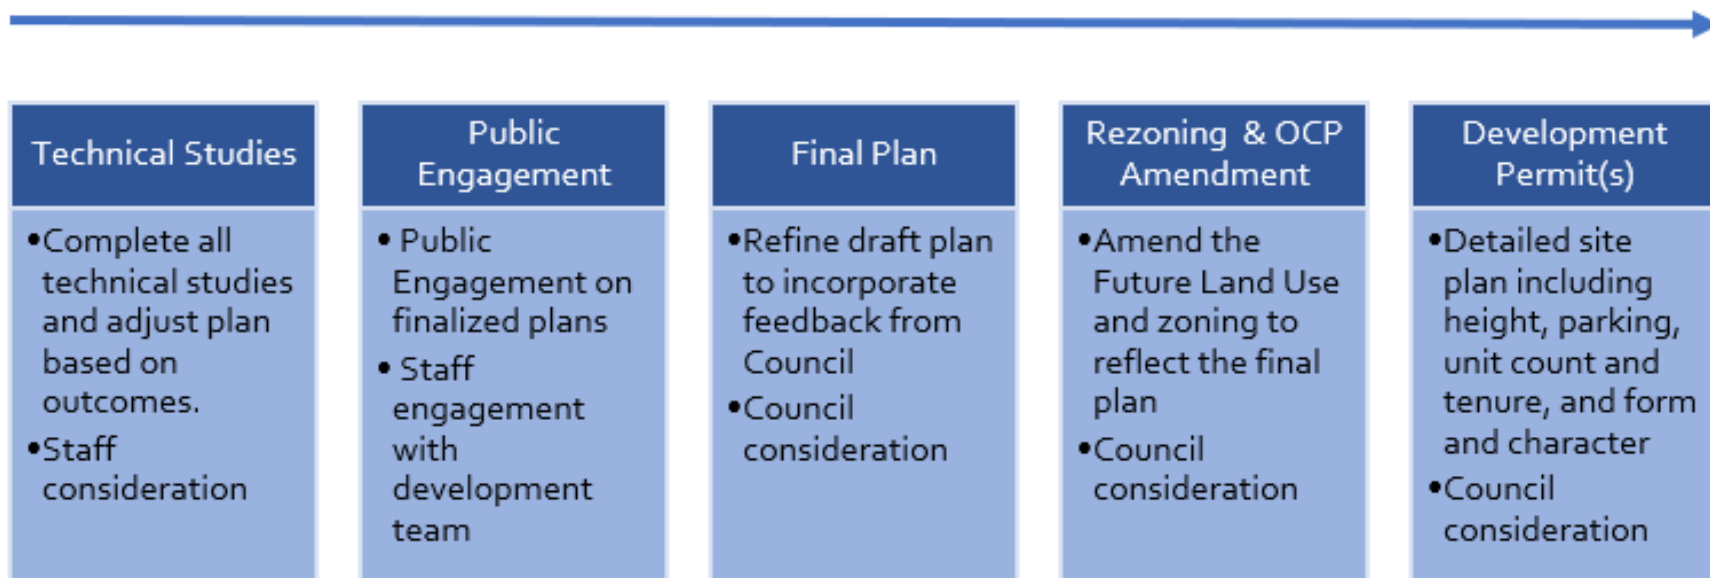 Technical Studies
•Complete all
technical studies
and adjust plan
based on
outcomes.
•Staff
consideration
Public
Engagement
• Public
Engagement on
finalized plans
• Staff
engagement
with
development
team
Final Plan
•Refine draft plan
to incorporate
feedback from
Council
•Council
consideration
Rezoning & OCP
Amendment
•Amend the
Future Land Use
and zoning to
reflect the final
plan
•Council
consideration
Development
Permit(s)
•Detailed site
plan including
height, parking,
unit count and
tenure, and form
and character
•Council
consideration